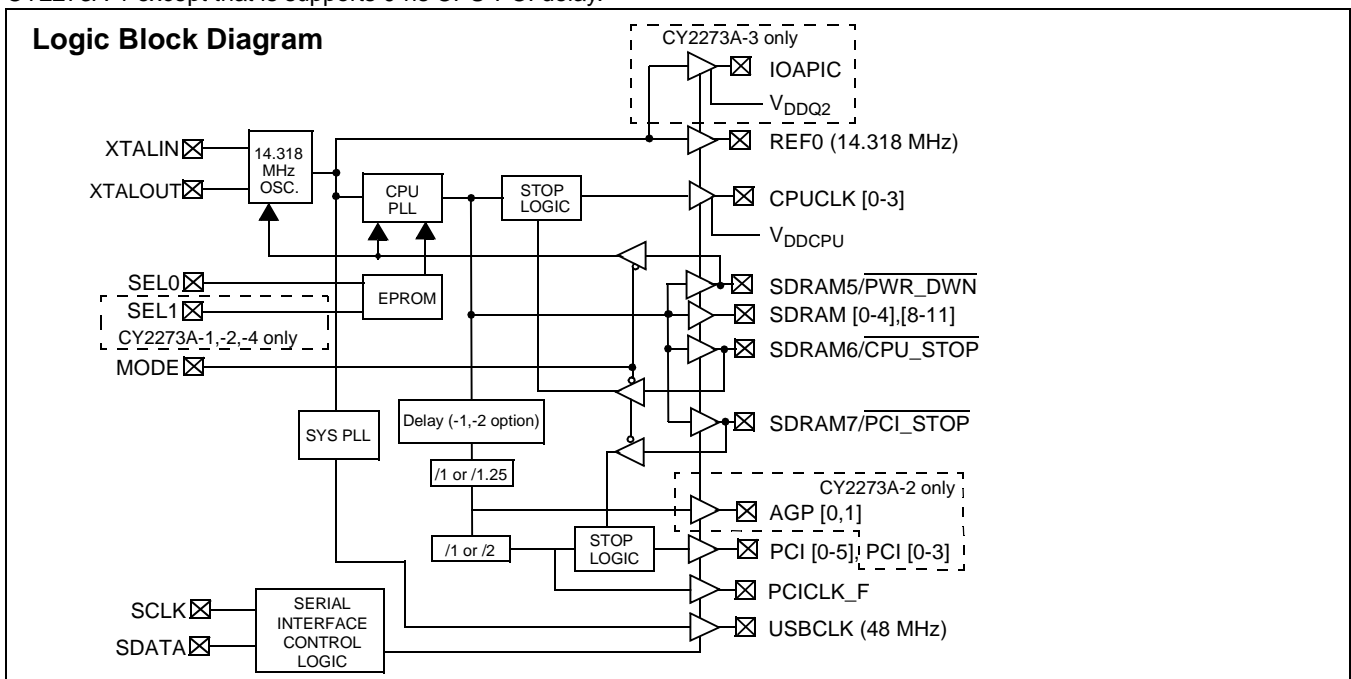 Logic Block Diagram
CY2273A-3 only
IOAPIC
VDDQ2
XTALIN
XTALOUT
14.318
MHz
OSC.
REF0 (14.318 MHz)
CPU
PLL
STOP
LOGIC
CPUCLK [0-3]
VDDCPU
SEL0
SEL1
CY2273A-1,-2,-4 only
MODE
EPROM
SDRAM5/PWR_DWN
SDRAM [0-4],[8-11]
SDRAM6/CPU_STOP
SYS PLL
Delay (-1,-2 option)
SDRAM7/PCI_STOP
/1 or /1.25
CY2273A-2 only
AGP [0,1]
/1 or /2
STOP
LOGIC
PCI [0-5], PCI [0-3]
PCICLK_F
SCLK
SDATA
SERIAL
INTERFACE
CONTROL
LOGIC
USBCLK (48 MHz)